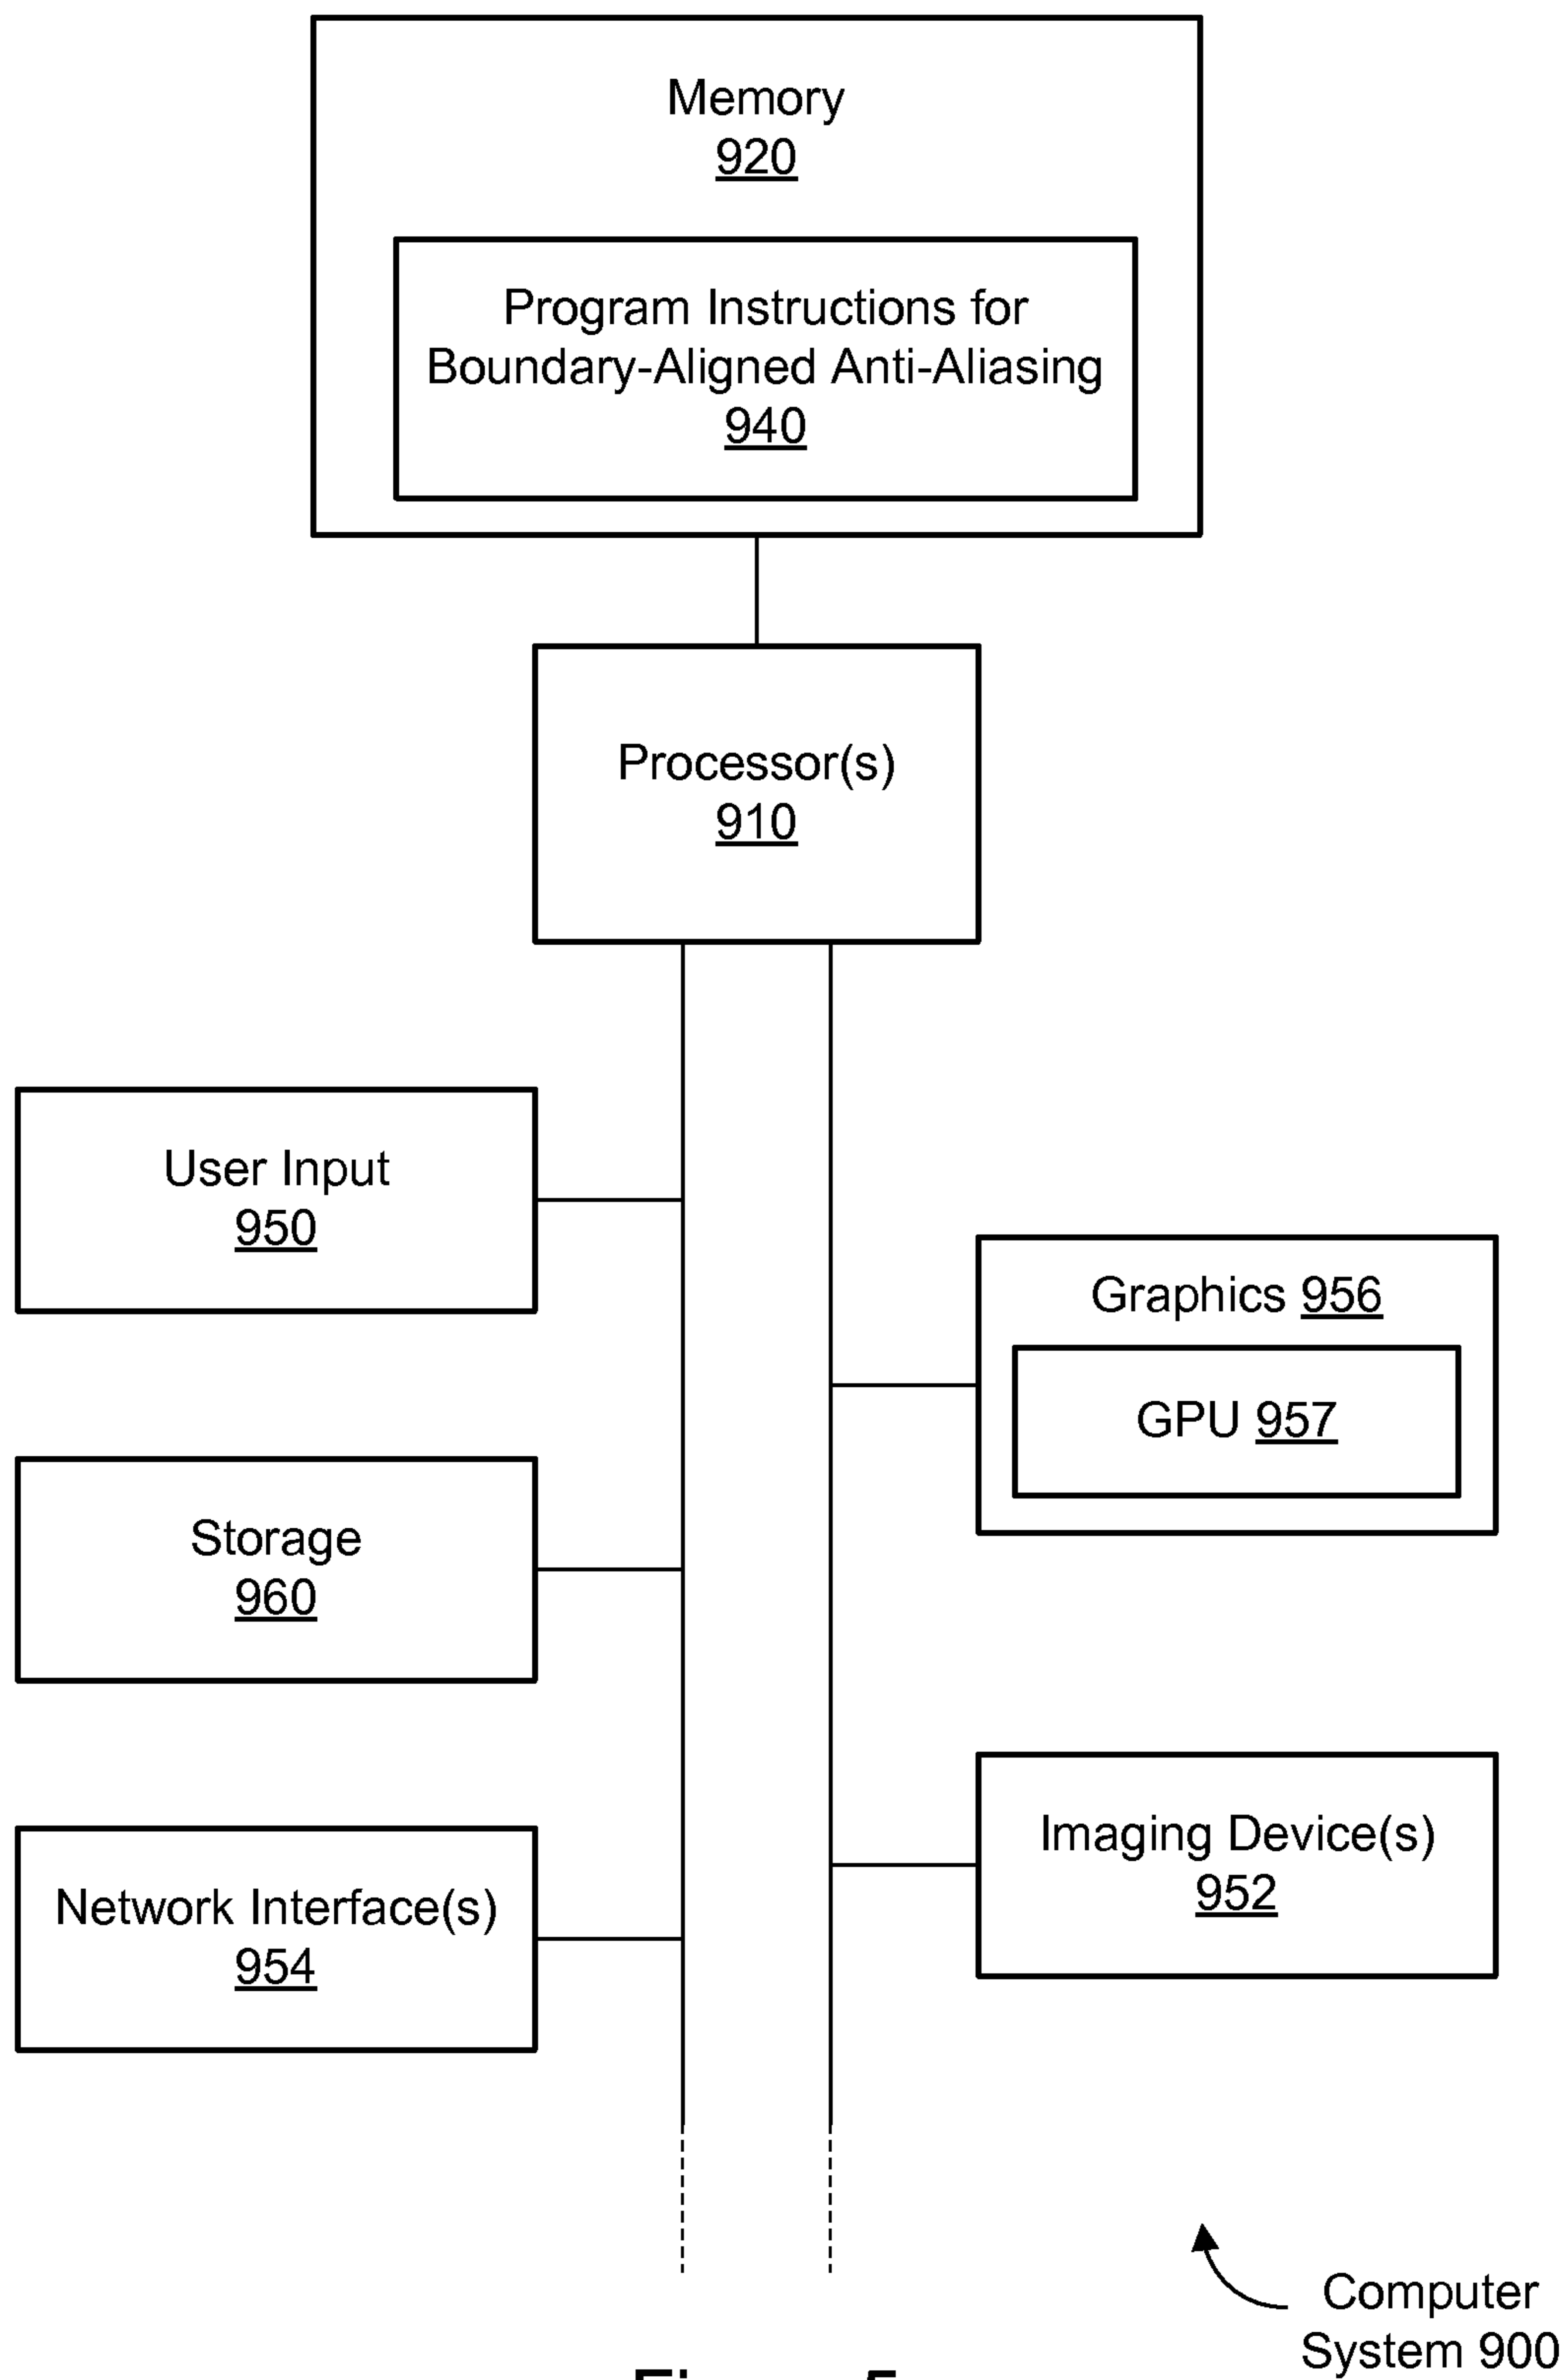 Memory
920
Program Instructions for
Boundary-Aligned Anti-Aliasing
940
Processor(s)
910
User Input
950
Graphics 956
GPU 957
Storage
960
Imaging Device(s)
952
Network Interface(s)
954
Computer
System 900